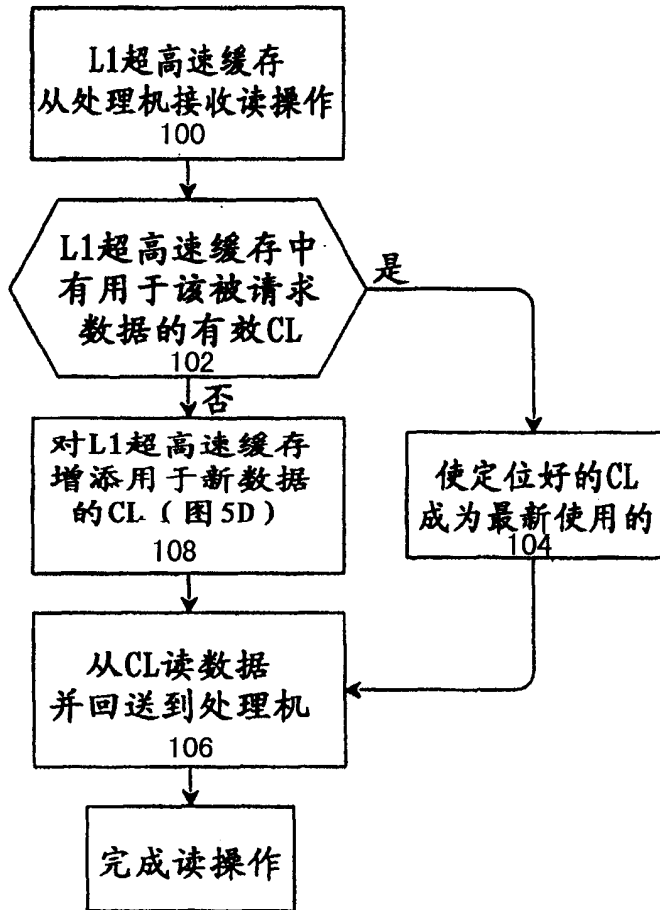 L1超高速缓存
从处理机接收读操作
100
L1超高速缓存中
有用于该被请求
数据的有效CL
102
是
否
对L1超高速缓存
增添用于新数据
的CL(图5D)
108
使定位好的CL
成为最新使用的
104
从CL读数据
并回送到处理机
106
完成读操作